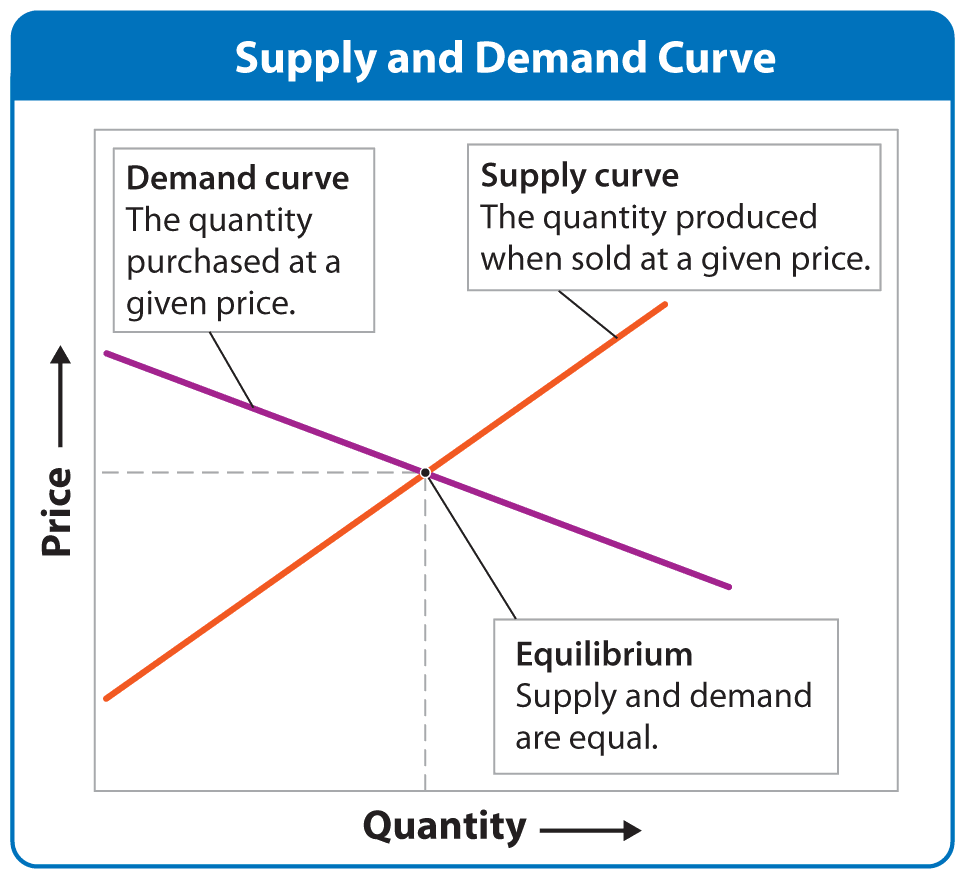 Supply and Demand Curve
Demand curve
The quantity
purchased at a
given price.
Supply curve
The quantity produced
when sold at a given price.
Price
Equilibrium
Supply and demand
are equal.
Quantity